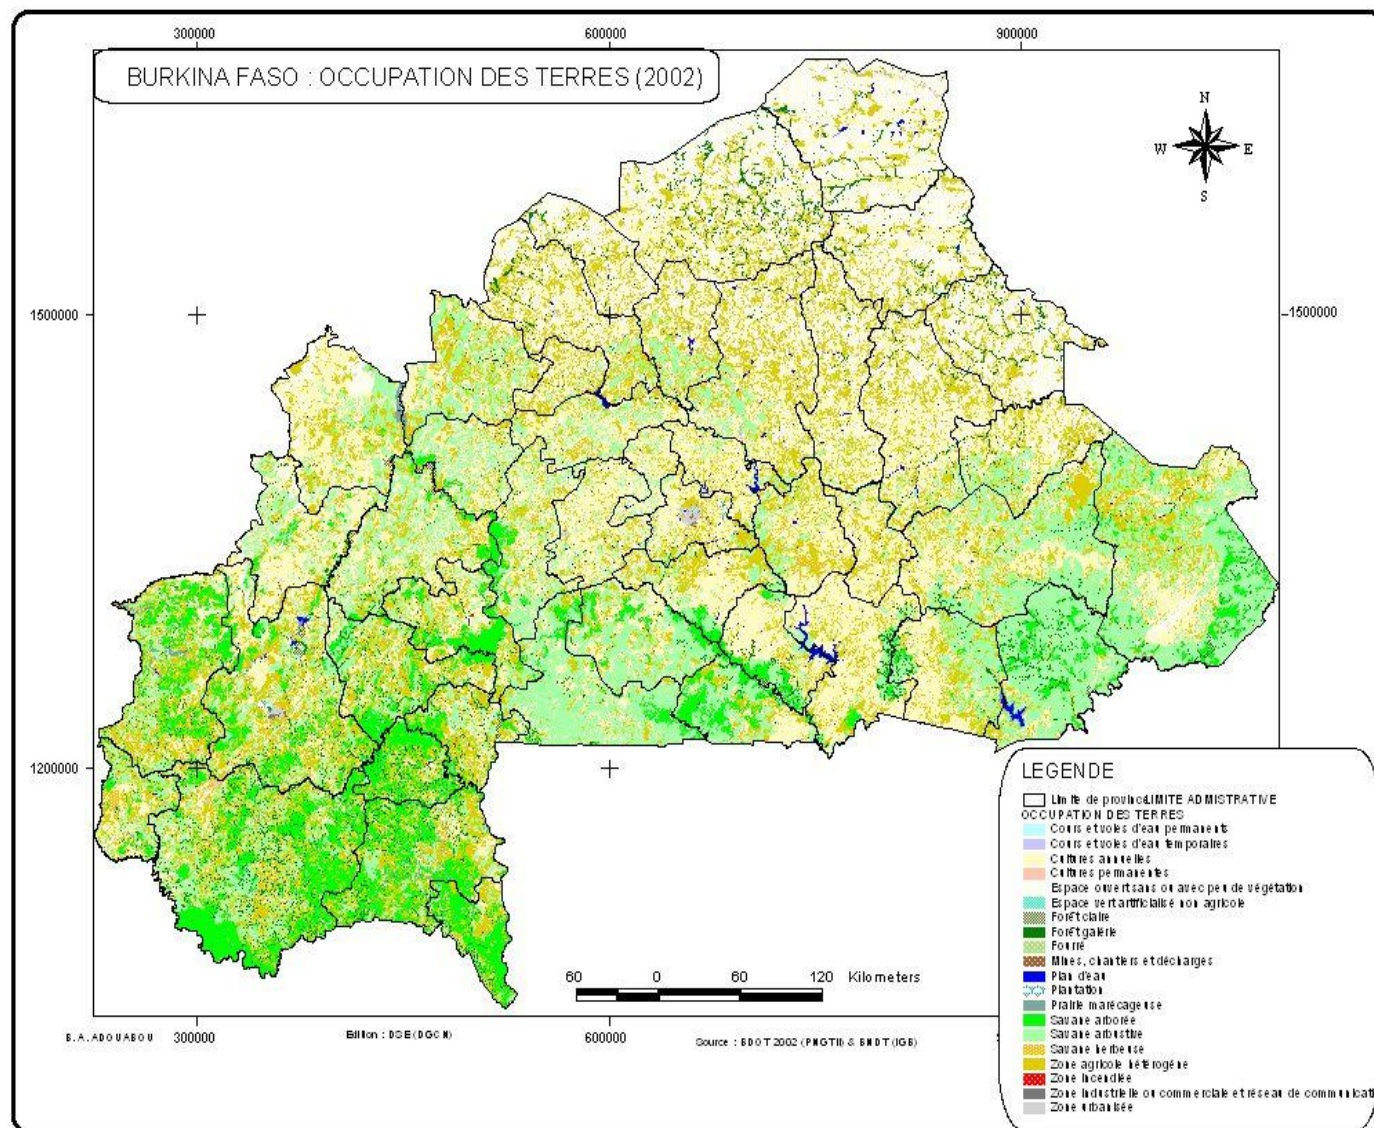 300000 600000 900000
BURKINA FASO : OCCUPATION DES TERRES (2002)
N
W E
S
1500000 1500000
1200000
LEGENDE
Limite de province LIMITE ADMISTRATIVE
OCCUPATION DES TERRES
Cours et voies d'eau permanents
Cours et voies d'eau temporaires
Cultures annuelles
Cultures permanentes
Espace ouvert sans ou avec peu de végétation
Espace vert artificialisé non agricole
Forêt claire
Forêt galérie
Fourré
Mines, chantiers et décharges
Plan d'eau
Plantation
Prairie marécageuse
Savane arborée
Savane arbustive
Savane herbeuse
Zone agricole hétérogène
Zone incendiée
Zone industrielle ou commerciale et réseau de communicati
Zone urbanisée
60 0 60 120 Kilometers
B.A.ADOUABOU 300000 Edition : DSE (DGCN) 600000 Source : BDOT 2002 (PNGTII) & BNDT (IGB)